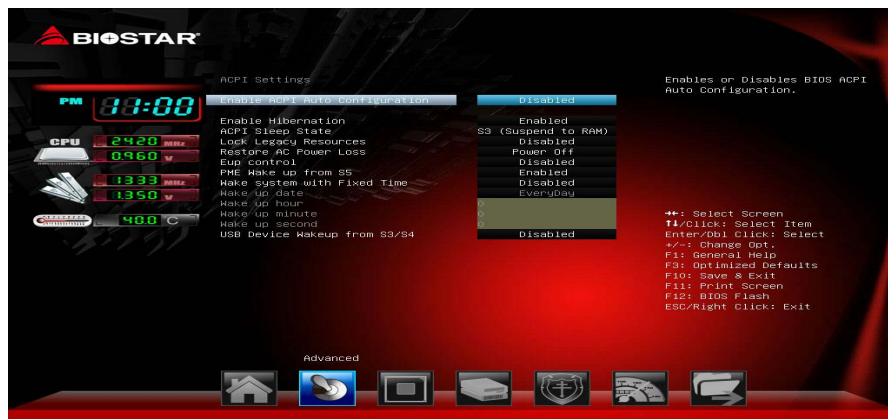 BIOSTAR
ACPI Settings
Enable ACPI Auto Configuration Disabled
Enable Hibernation Enabled
ACPI Sleep State S3 (Suspend to RAM)
Lock Legacy Resources Disabled
Restore AC Power Loss Power Off
Eup control Disabled
PME Wake up from S5 Enabled
Wake system with Fixed Time Disabled
Wake up date EveryDay
Wake up hour 0
Wake up minute 0
Wake up second 0
USB Device Wakeup from S3/S4 Disabled
PM 11:00
CPU 2420 MHz
0.960 v
1333 MHz
1.350 v
40.0 C
Enables or Disables BIOS ACPI
Auto Configuration.
→←: Select Screen
↑↓/Click: Select Item
Enter/Dbl Click: Select
+/-: Change Opt.
F1: General Help
F3: Optimized Defaults
F10: Save & Exit
F11: Print Screen
F12: BIOS Flash
ESC/Right Click: Exit
Advanced